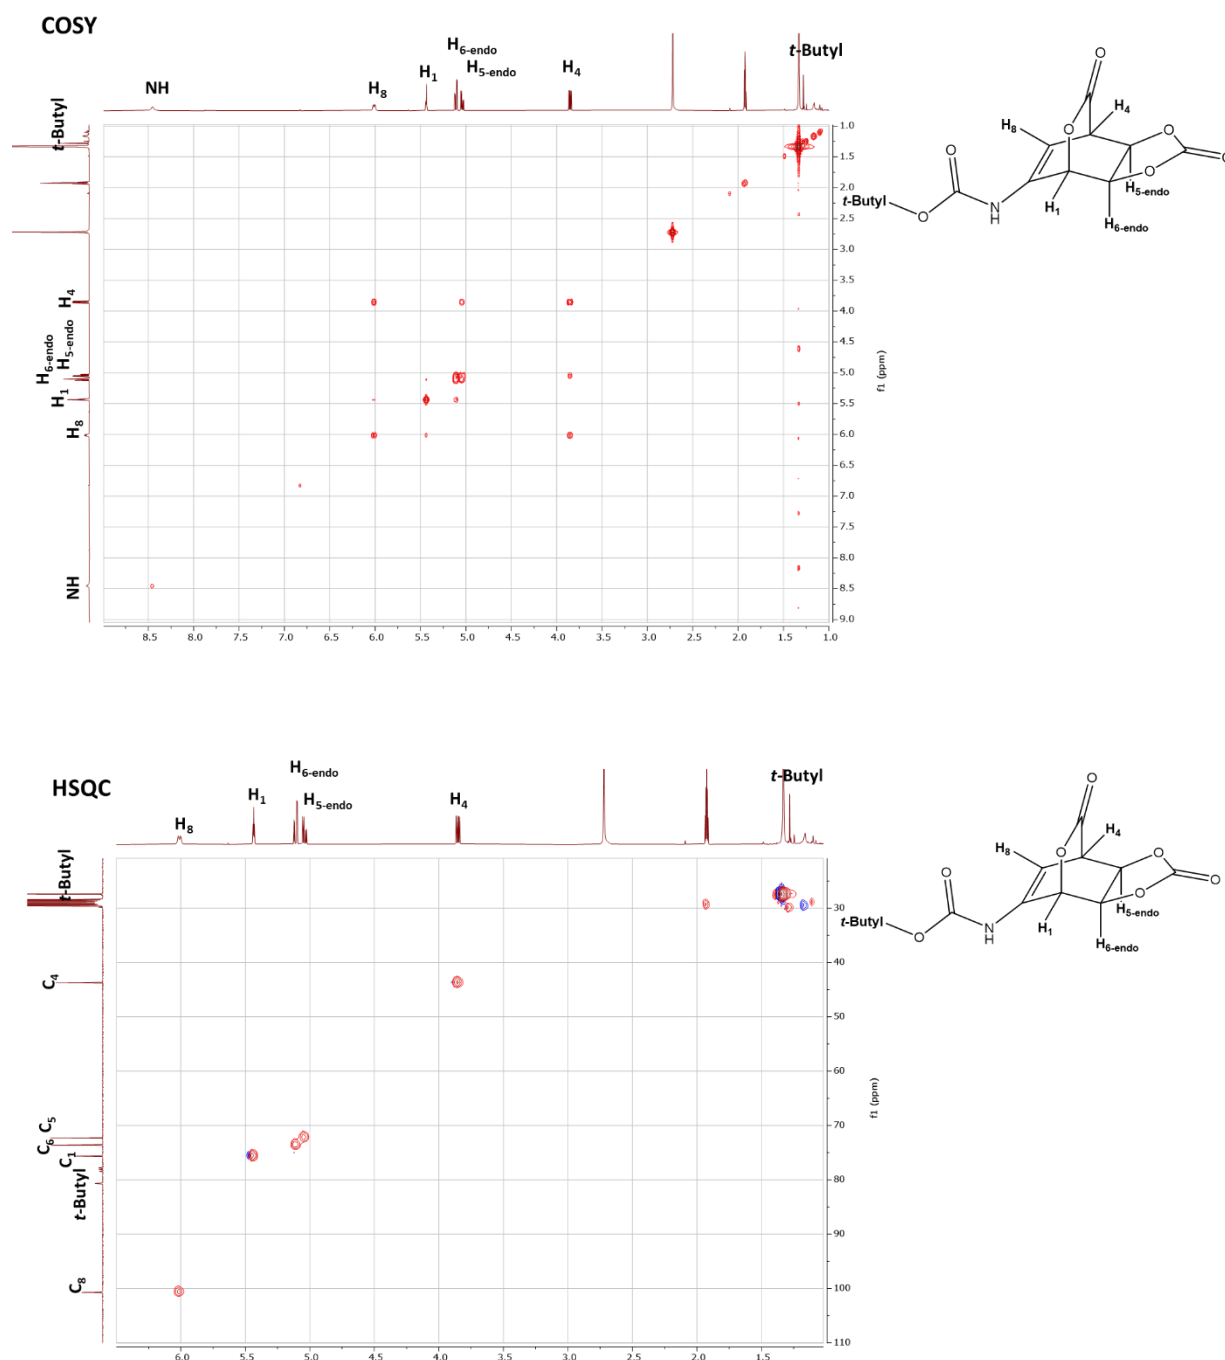 COSY
H6-endo
t-Butyl
NH
H8
H1
H5-endo
H4
t-Butyl
H4
H5-endo
H6-endo
H1
H8
NH
1.0
1.5
2.0
2.5
3.0
3.5
4.0
4.5
5.0
5.5
6.0
6.5
7.0
7.5
8.0
8.5
9.0
f1 (ppm)
8.5 8.0 7.5 7.0 6.5 6.0 5.5 5.0 4.5 4.0 3.5 3.0 2.5 2.0 1.5 1.0
O
H4
H8
O
O
O
O
O
H5-endo
t-Butyl
O
N
H
H1
H6-endo
HSQC
H6-endo
t-Butyl
H1
H5-endo
H4
H8
t-Butyl
C4
C5
C6
C1
t-Butyl
C8
30
40
50
60
70
80
90
100
110
f1 (ppm)
6.0 5.5 5.0 4.5 4.0 3.5 3.0 2.5 2.0 1.5
O
H4
H8
O
O
O
O
O
H5-endo
t-Butyl
O
N
H
H1
H6-endo